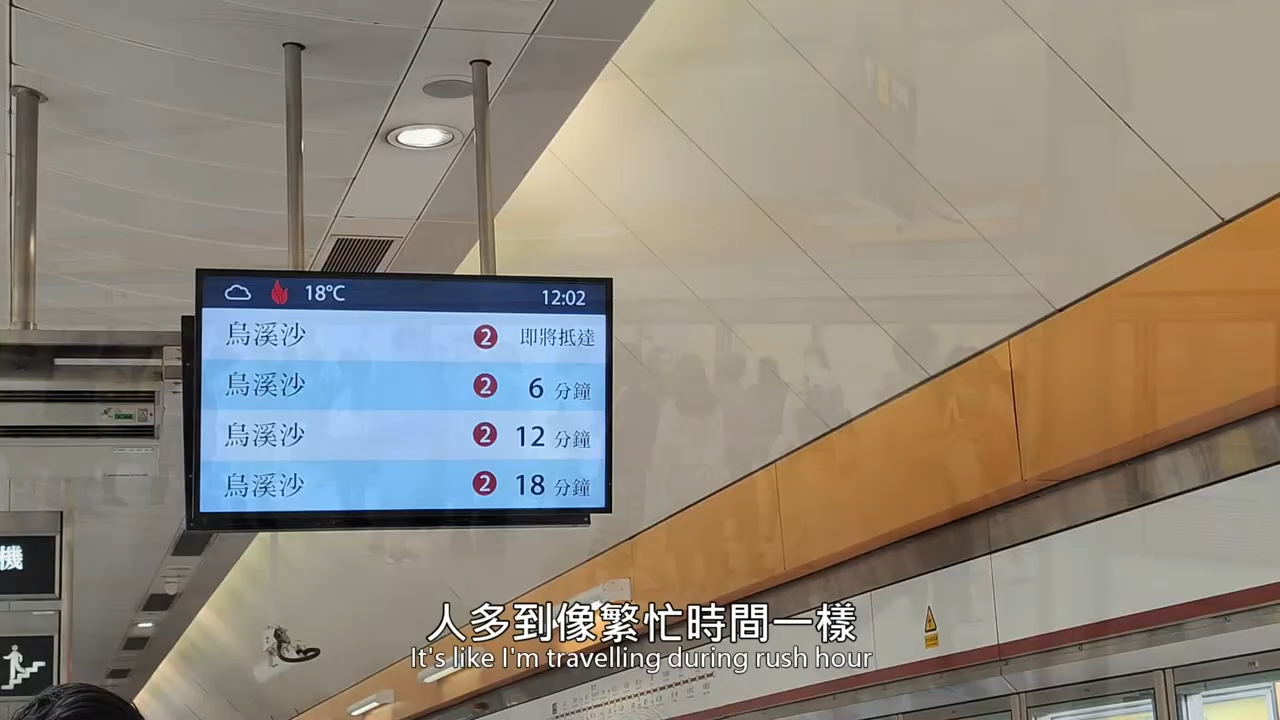 18°C 12:02
烏溪沙 2 即將抵達
烏溪沙 2 6 分鐘
烏溪沙 2 12 分鐘
烏溪沙 2 18 分鐘
機
人多到像繁忙時間一樣
It's like I'm travelling during rush hour